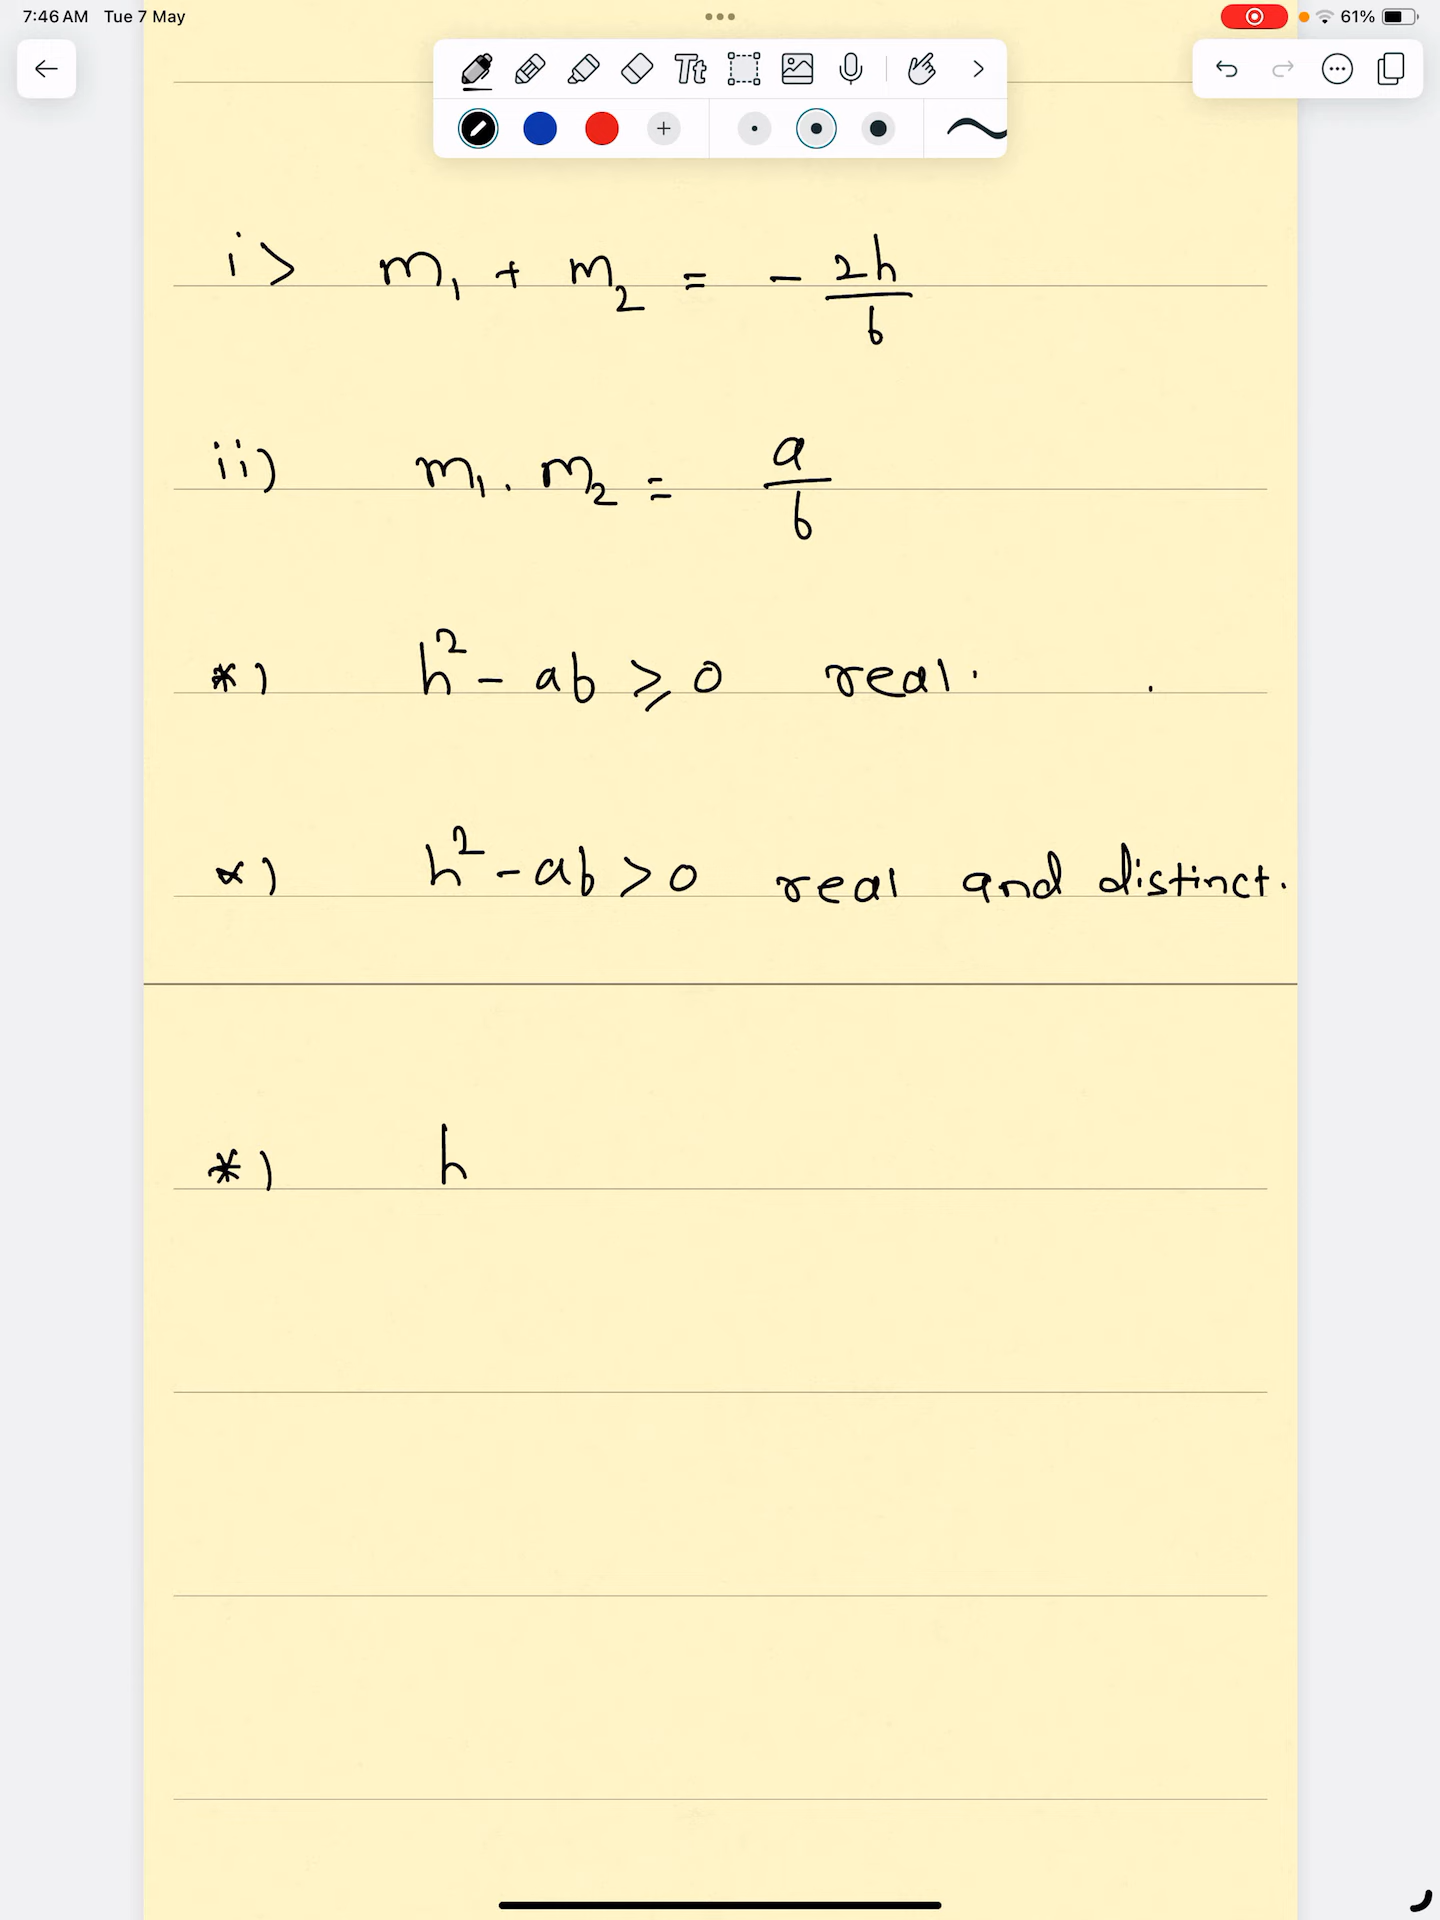 7:46 AM Tue 7 May
61%
Tt
i> m₁ + m₂ = - 2h/b
ii) m₁ . m₂ = a/b
*) h² - ab ⩾ 0 real.
*) h² - ab > 0 real and distinct.
*) h